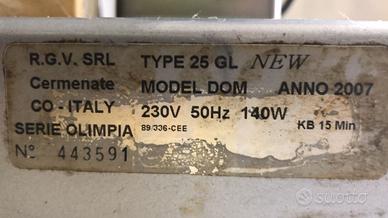 R.G.V. SRL TYPE 25 GL NEW
Cermenate MODEL DOM ANNO 2007
CO - ITALY 230V 50Hz 140W
SERIE OLIMPIA 89/336-CEE KB 15 Min
N° 443591
subito